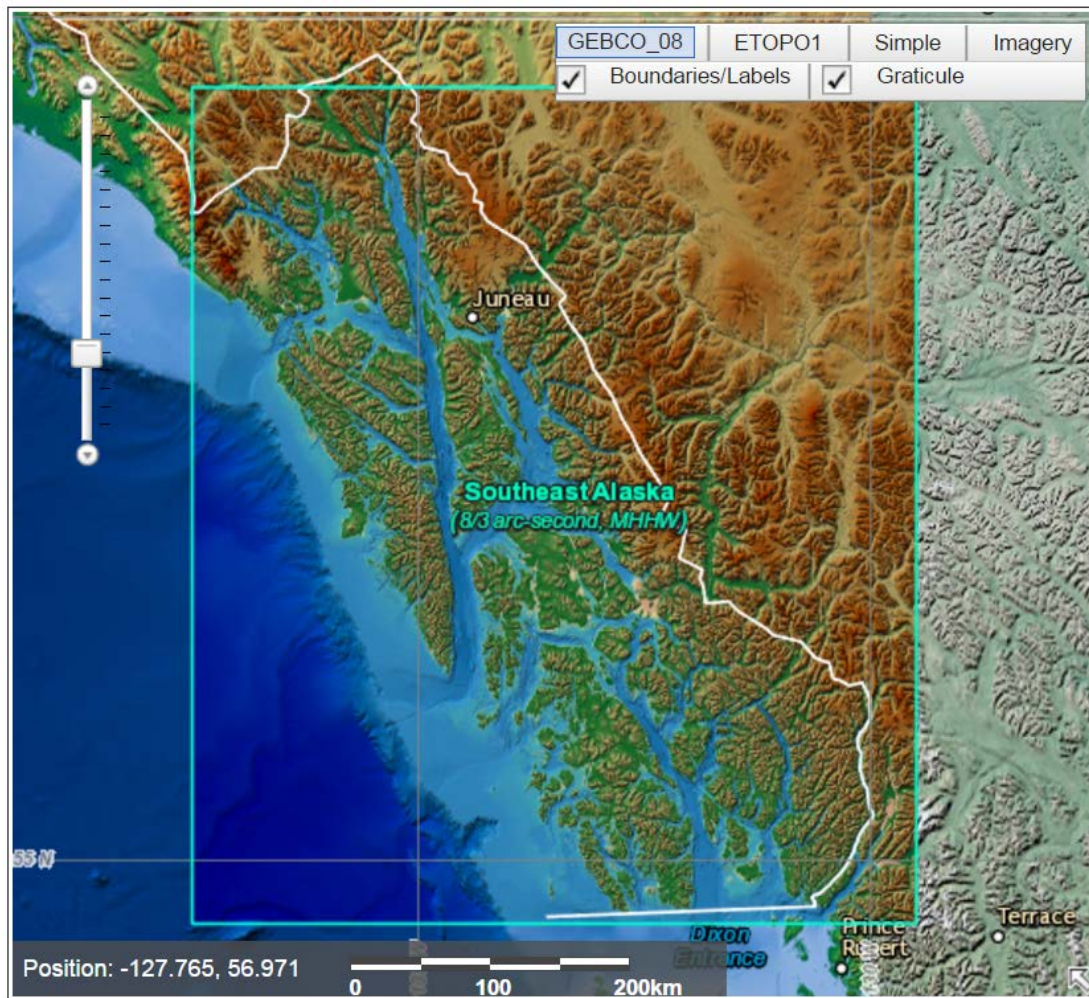 GEBCO_08 ETOPO1 Simple Imagery
Boundaries/Labels Graticule
Juneau
Southeast Alaska
(8/3 arc-second, MHHW)
55 N
Dixon
Entrance
Prince
Rupert
Terrace
Position: -127.765, 56.971
0 100 200km